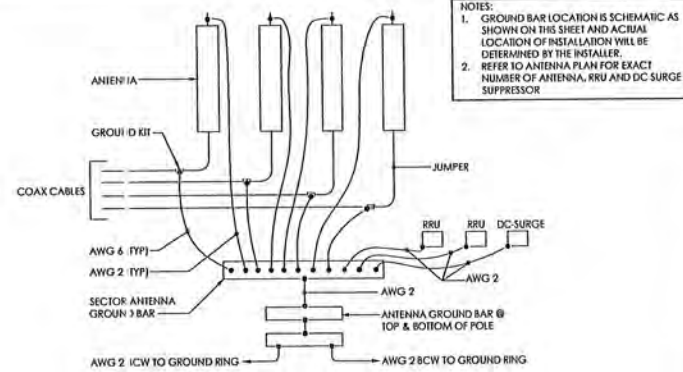 NOTES:
1. GROUND BAR LOCATION IS SCHEMATIC AS
SHOWN ON THIS SHEET AND ACTUAL
LOCATION OF INSTALLATION WILL BE
DETERMINED BY THE INSTALLER.
2. REFER TO ANTENNA PLAN FOR EXACT
NUMBER OF ANTENNA, RRU AND DC SURGE
SUPPRESSOR
ANTENNA
GROUND KIT
COAX CABLES
JUMPER
RRU
RRU
DC-SURGE
AWG 6 (TYP)
AWG 2 (TYP)
AWG 2
SECTOR ANTENNA
GROUND BAR
AWG 2
ANTENNA GROUND BAR @
TOP & BOTTOM OF POLE
AWG 2 BCW TO GROUND RING
AWG 2 BCW TO GROUND RING